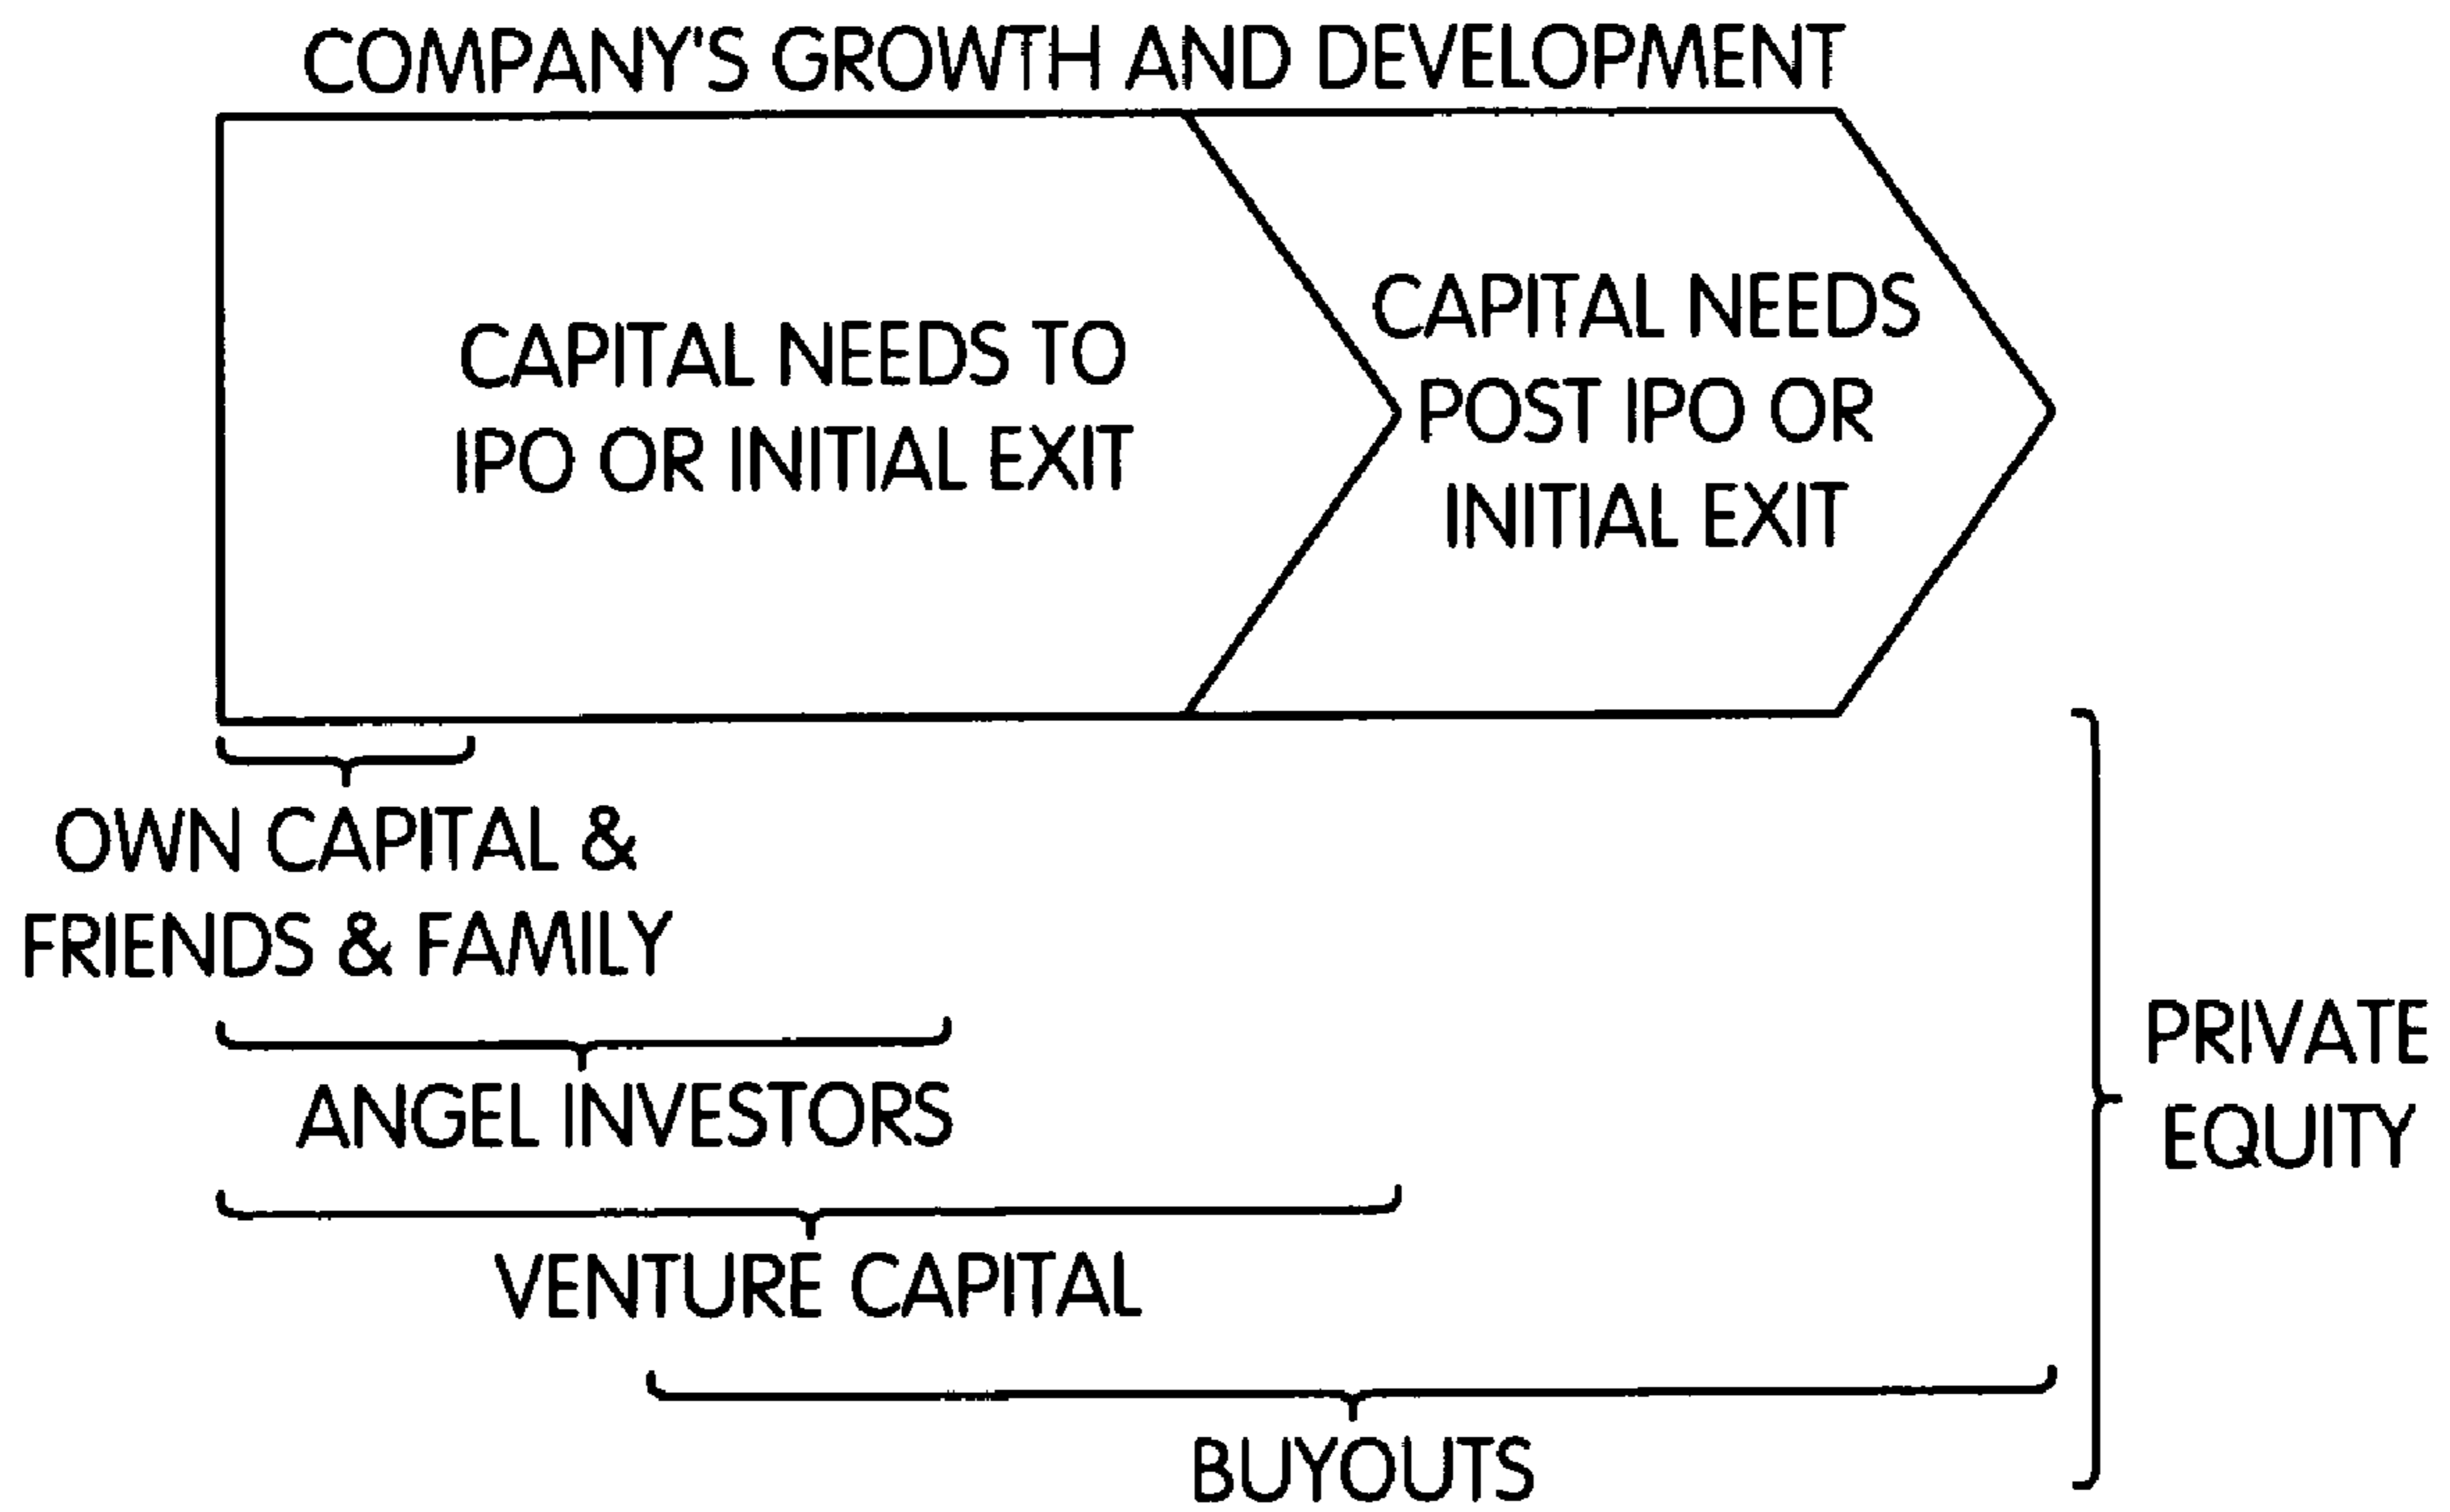 COMPANY'S GROWTH AND DEVELOPMENT
CAPITAL NEEDS TO
IPO OR INITIAL EXIT
CAPITAL NEEDS
POST IPO OR
INITIAL EXIT
OWN CAPITAL &
FRIENDS & FAMILY
ANGEL INVESTORS
VENTURE CAPITAL
BUYOUTS
PRIVATE
EQUITY